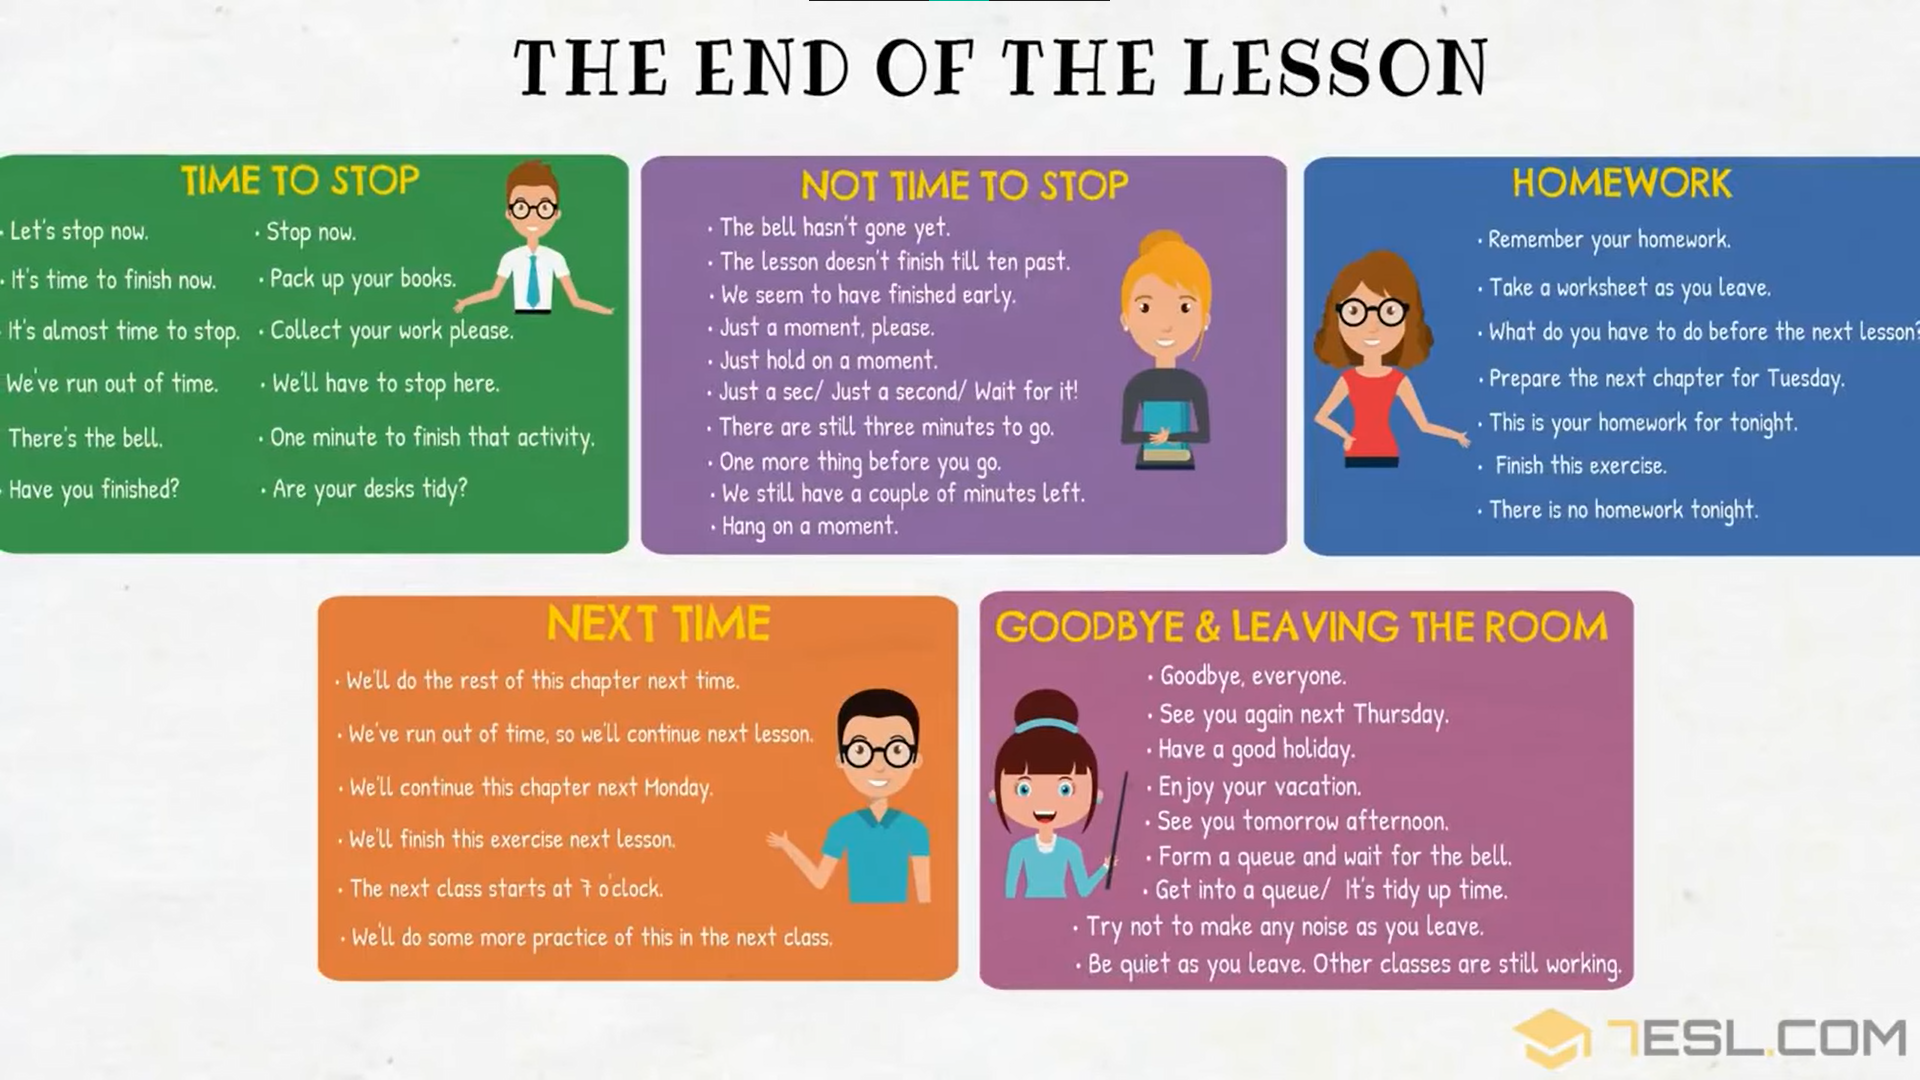 THE END OF THE LESSON
TIME TO STOP
· Let's stop now.
· It's time to finish now.
· It's almost time to stop.
We've run out of time.
There's the bell.
· Have you finished?
· Stop now.
· Pack up your books.
· Collect your work please.
· We'll have to stop here.
· One minute to finish that activity.
· Are your desks tidy?
NOT TIME TO STOP
· The bell hasn't gone yet.
· The lesson doesn't finish till ten past.
· We seem to have finished early.
· Just a moment, please.
· Just hold on a moment.
· Just a sec/ Just a second/ Wait for it!
· There are still three minutes to go.
· One more thing before you go.
· We still have a couple of minutes left.
· Hang on a moment.
HOMEWORK
· Remember your homework.
· Take a worksheet as you leave.
· What do you have to do before the next lesson?
· Prepare the next chapter for Tuesday.
· This is your homework for tonight.
· Finish this exercise.
· There is no homework tonight.
NEXT TIME
· We'll do the rest of this chapter next time.
· We've run out of time, so we'll continue next lesson.
· We'll continue this chapter next Monday.
· We'll finish this exercise next lesson.
· The next class starts at 7 o'clock.
· We'll do some more practice of this in the next class.
GOODBYE & LEAVING THE ROOM
· Goodbye, everyone.
· See you again next Thursday.
· Have a good holiday.
· Enjoy your vacation.
· See you tomorrow afternoon.
· Form a queue and wait for the bell.
· Get into a queue/ It's tidy up time.
· Try not to make any noise as you leave.
· Be quiet as you leave. Other classes are still working.
7ESL.COM